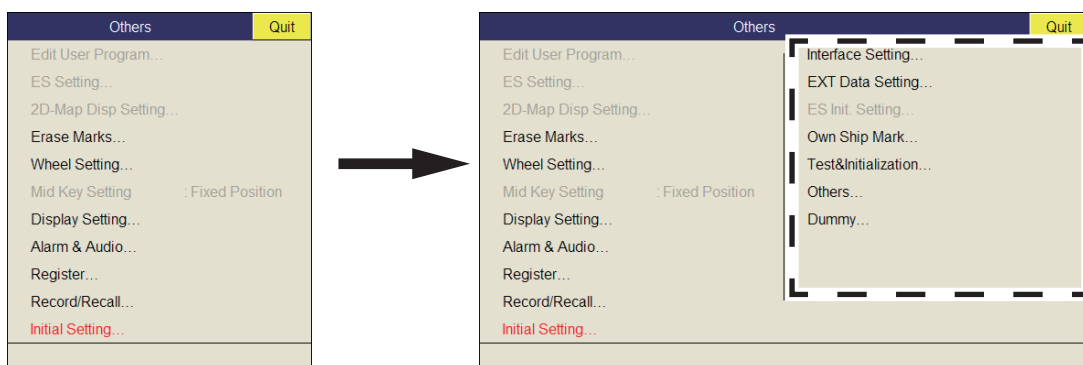 Others Quit
Edit User Program...
ES Setting...
2D-Map Disp Setting...
Erase Marks...
Wheel Setting...
Mid Key Setting : Fixed Position
Display Setting...
Alarm & Audio...
Register...
Record/Recall...
Initial Setting...
Others Quit
Edit User Program...
ES Setting...
2D-Map Disp Setting...
Erase Marks...
Wheel Setting...
Mid Key Setting : Fixed Position
Display Setting...
Alarm & Audio...
Register...
Record/Recall...
Initial Setting...
Interface Setting...
EXT Data Setting...
ES Init. Setting...
Own Ship Mark...
Test&Initialization...
Others...
Dummy...